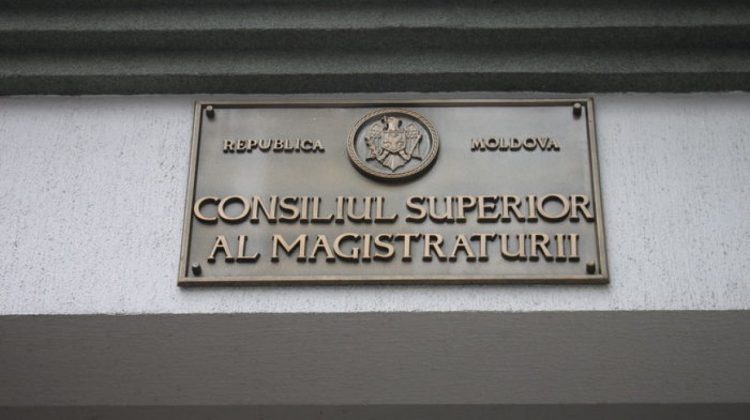 REPUBLICA MOLDOVA
CONSILIUL SUPERIOR
AL MAGISTRATURII